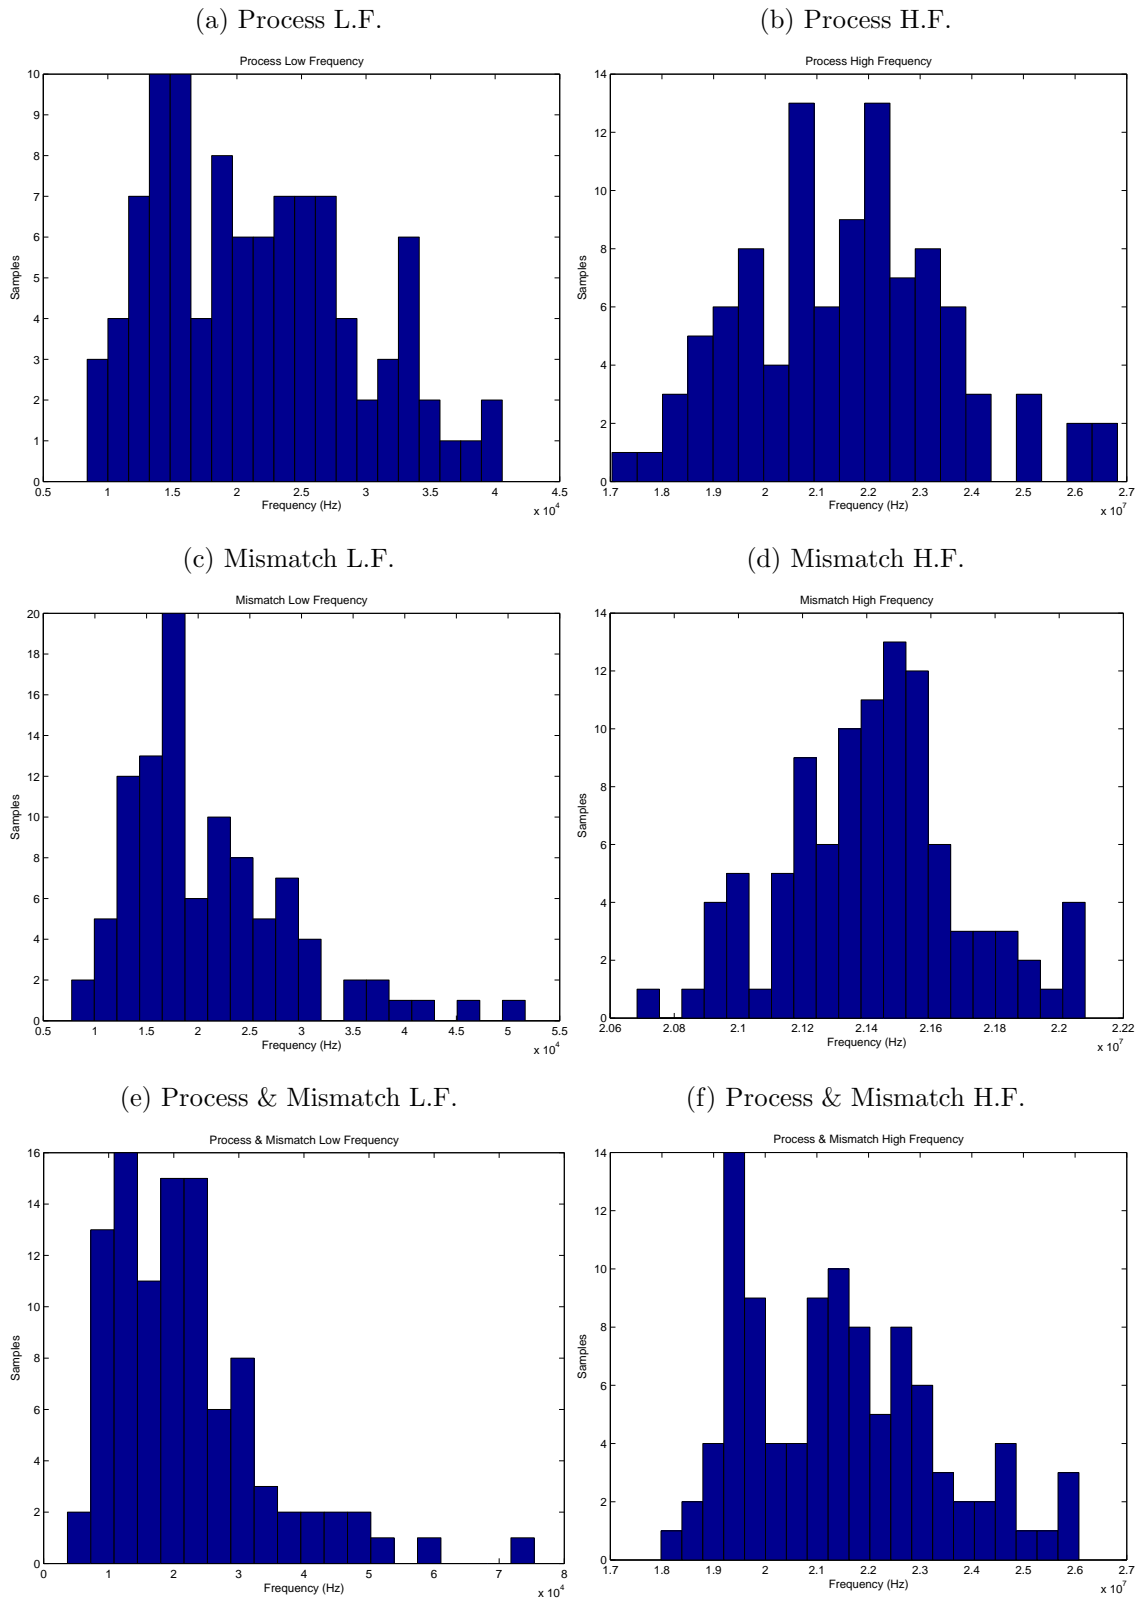 (a) Process L.F.
Process Low Frequency
10
9
8
7
6
5
4
3
2
1
0
Samples
0.5 1 1.5 2 2.5 3 3.5 4 4.5
Frequency (Hz)
x 10^4
(b) Process H.F.
Process High Frequency
14
12
10
8
6
4
2
0
Samples
1.7 1.8 1.9 2 2.1 2.2 2.3 2.4 2.5 2.6 2.7
Frequency (Hz)
x 10^7
(c) Mismatch L.F.
Mismatch Low Frequency
20
18
16
14
12
10
8
6
4
2
0
Samples
0.5 1 1.5 2 2.5 3 3.5 4 4.5 5 5.5
Frequency (Hz)
x 10^4
(d) Mismatch H.F.
Mismatch High Frequency
14
12
10
8
6
4
2
0
Samples
2.06 2.08 2.1 2.12 2.14 2.16 2.18 2.2 2.22
Frequency (Hz)
x 10^7
(e) Process & Mismatch L.F.
Process & Mismatch Low Frequency
16
14
12
10
8
6
4
2
0
Samples
0 1 2 3 4 5 6 7 8
Frequency (Hz)
x 10^4
(f) Process & Mismatch H.F.
Process & Mismatch High Frequency
14
12
10
8
6
4
2
0
Samples
1.7 1.8 1.9 2 2.1 2.2 2.3 2.4 2.5 2.6 2.7
Frequency (Hz)
x 10^7